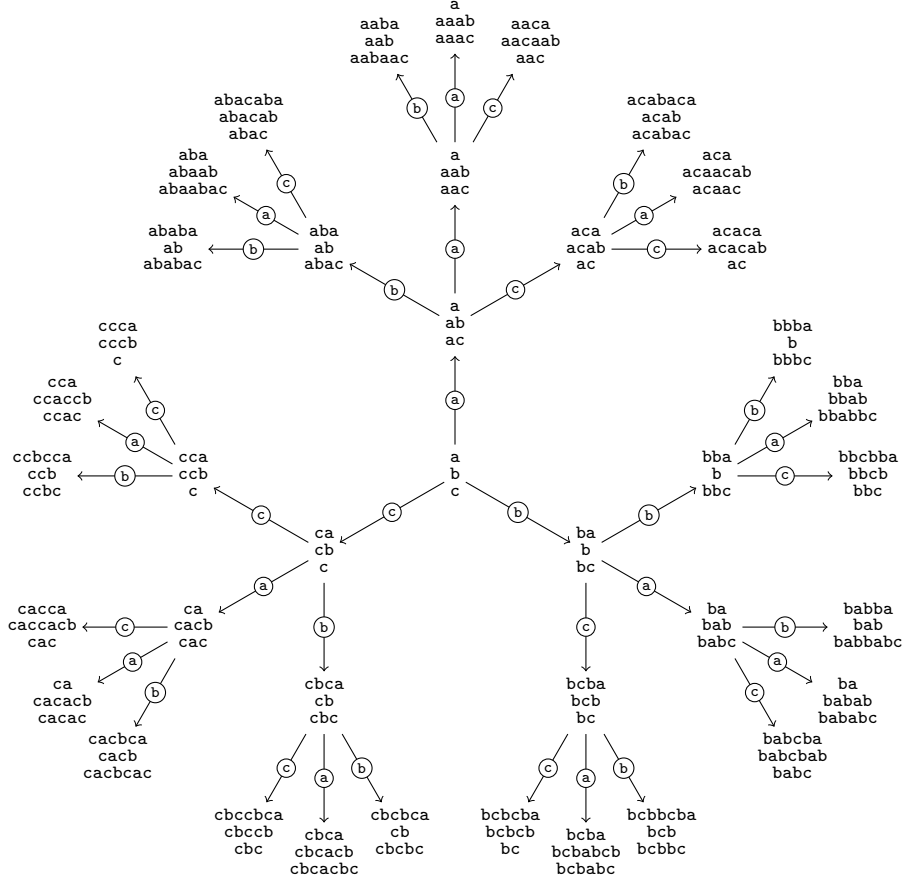 a
aaab
aaac
aaba
aab
aabaac
aaca
aacaab
aac
b
a
c
abacaba
abacab
abac
acabaca
acab
acabac
aba
abaab
abaabac
c
a
aab
aac
b
aca
acaacab
acaac
a
a
ababa
ab
ababac
b
aba
ab
abac
a
aca
acab
ac
c
acaca
acacab
ac
b
c
a
ab
ac
ccca
cccb
c
bbba
b
bbbc
cca
ccaccb
ccac
c
a
b
bba
bbab
bbabbc
a
a
ccbcca
ccb
ccbc
b
cca
ccb
c
a
b
c
bba
b
bbc
c
bbcbba
bbcb
bbc
c
c
b
b
ca
cb
c
ba
b
bc
a
a
cacca
caccacb
cac
c
ca
cacb
cac
b
c
ba
bab
babc
b
babba
bab
babbabc
a
a
ca
cacacb
cacac
b
cbca
cb
cbc
bcba
bcb
bc
c
ba
babab
bababc
cacbca
cacb
cacbcac
babcba
babcbab
babc
c
a
b
c
a
b
cbccbca
cbccb
cbc
cbca
cbcacb
cbcacbc
cbcbca
cb
cbcbc
bcbcba
bcbcb
bc
bcba
bcbabcb
bcbabc
bcbbcba
bcb
bcbbc